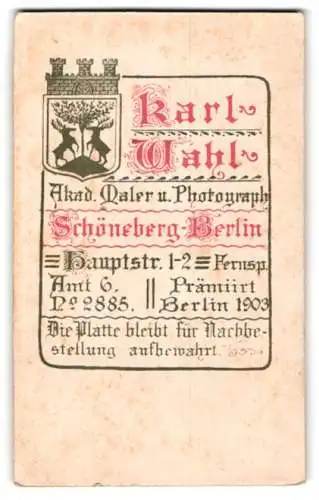 Karl
Wahl
Akad. Maler u. Photograph
Schöneberg-Berlin
Hauptstr. 1-2 Fernsp.
Amt 6. Prämiirt
No 2885. Berlin 1903
Die Platte bleibt für Nachbe-
stellung aufbewahrt.